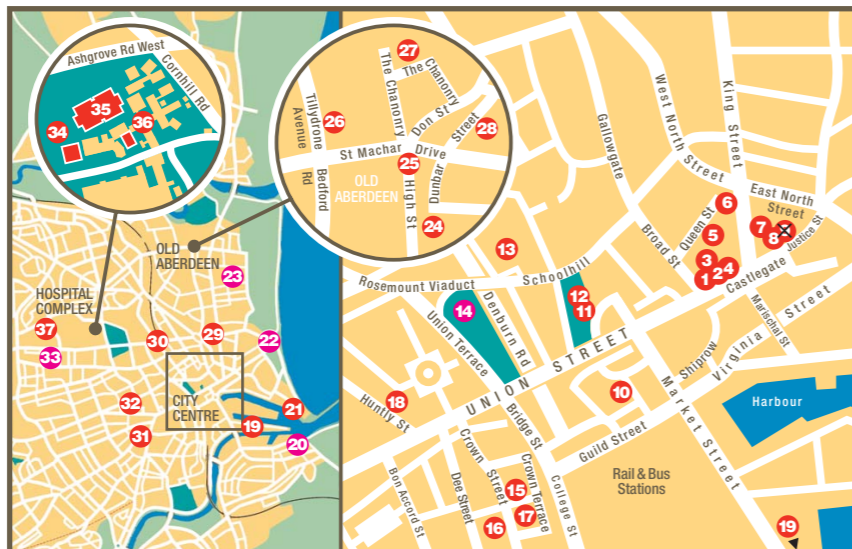 Ashgrove Rd West
Cornhill Rd
34
35
36
OLD
ABERDEEN
23
HOSPITAL
COMPLEX
37
33
30
29
22
CITY
CENTRE
32
31
19
21
20
27
The Chanonry
The Chanonry
Tillydrone
Avenue
26
Don St
28
St Machar Drive
25
OLD
ABERDEEN
Bedford
Rd
High St
Dunbar
Street
24
13
Rosemount Viaduct
Schoolhill
14
12
11
Denburn Rd
Union Terrace
UNION STREET
18
Huntly St
10
Bridge St
Guild Street
Crown
Street
Crown Terrace
College St
Dee Street
Bon Accord St
15
17
16
Rail & Bus
Stations
Gallowgate
West North
Street
King Street
East North
Street
6
7
8
5
Queen St
Broad St
3
4
2
1
Castlegate
Justice St
Marischal St
Virginia Street
Shiprow
Market Street
Harbour
19